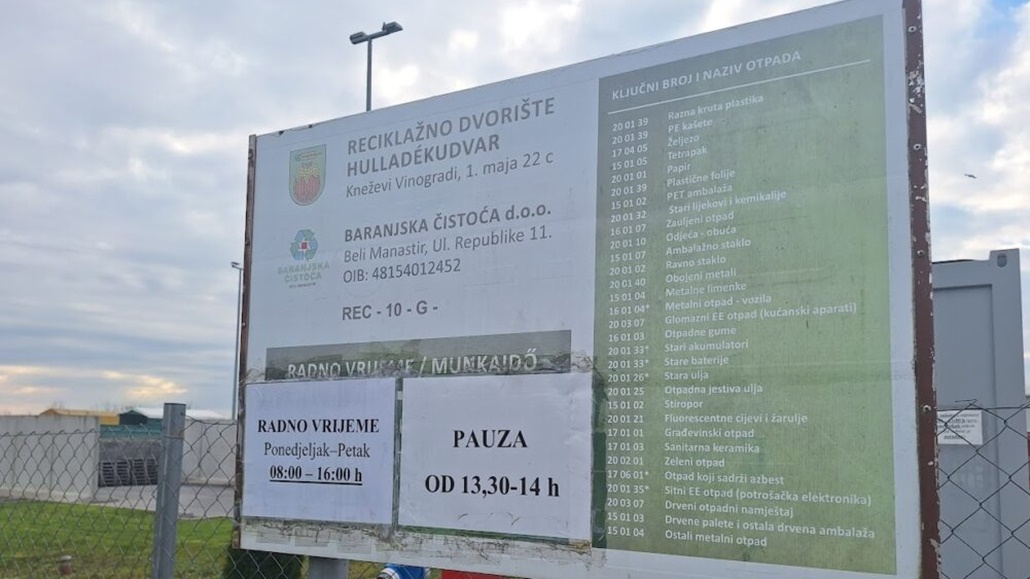 RECIKLAŽNO DVORIŠTE
HULLADÉKUDVAR
Kneževi Vinogradi, 1. maja 22 c
BARANJSKA ČISTOĆA d.o.o.
Beli Manastir, Ul. Republike 11.
OIB: 48154012452
REC - 10 - G -
BARANJSKA
ČISTOĆA
RADNO VRIJEME / MUNKAIDŐ
RADNO VRIJEME
Ponedjeljak–Petak
08:00 – 16:00 h
PAUZA
OD 13,30-14 h
KLJUČNI BROJ I NAZIV OTPADA
20 01 39 Razna kruta plastika
20 01 39 PE kašete
17 04 05 Željezo
15 01 05 Tetrapak
20 01 01 Papir
20 01 39 Plastične folije
15 01 02 PET ambalaža
20 01 32 Stari lijekovi i kemikalije
16 01 07 Zauljeni otpad
20 01 10 Odjeća - obuća
15 01 07 Ambalažno staklo
20 01 02 Ravno staklo
20 01 40 Obojeni metali
15 01 04 Metalne limenke
16 01 04* Metalni otpad - vozila
20 03 07 Glomazni EE otpad (kućanski aparati)
16 01 03 Otpadne gume
20 01 33* Stari akumulatori
20 01 33* Stare baterije
20 01 26* Stara ulja
20 01 25 Otpadna jestiva ulja
15 01 02 Stiropor
20 01 21 Fluorescentne cijevi i žarulje
17 01 01 Građevinski otpad
17 01 03 Sanitarna keramika
20 02 01 Zeleni otpad
17 06 01* Otpad koji sadrži azbest
20 01 35* Sitni EE otpad (potrošačka elektronika)
20 03 07 Drveni otpadni namještaj
15 01 03 Drvene palete i ostala drvena ambalaža
15 01 04 Ostali metalni otpad